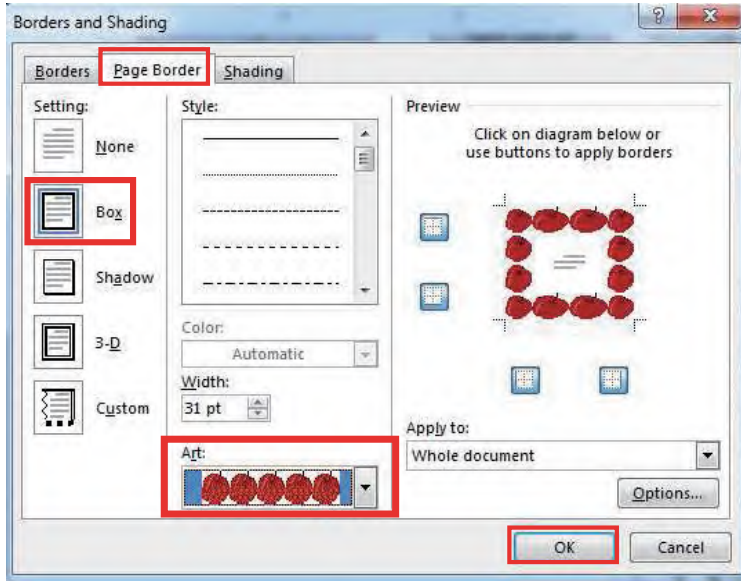 Borders and Shading
Borders Page Border Shading
Setting:
None
Box
Shadow
3-D
Custom
Style:
Color:
Automatic
Width:
31 pt
Art:
Preview
Click on diagram below or
use buttons to apply borders
Apply to:
Whole document
Options...
OK Cancel